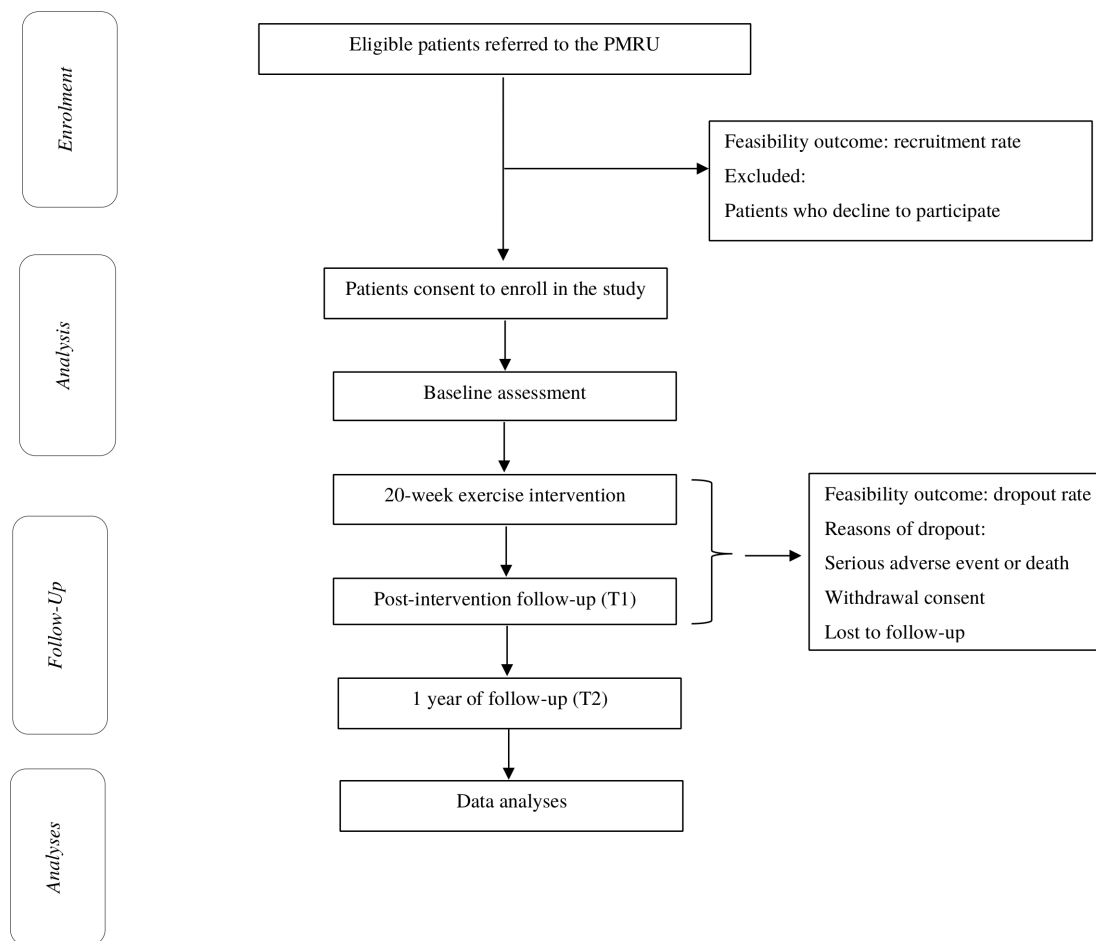 Enrolment
Eligible patients referred to the PMRU
Feasibility outcome: recruitment rate
Excluded:
Patients who decline to participate
Analysis
Patients consent to enroll in the study
Baseline assessment
Follow-Up
20-week exercise intervention
Post-intervention follow-up (T1)
Feasibility outcome: dropout rate
Reasons of dropout:
Serious adverse event or death
Withdrawal consent
Lost to follow-up
1 year of follow-up (T2)
Analyses
Data analyses